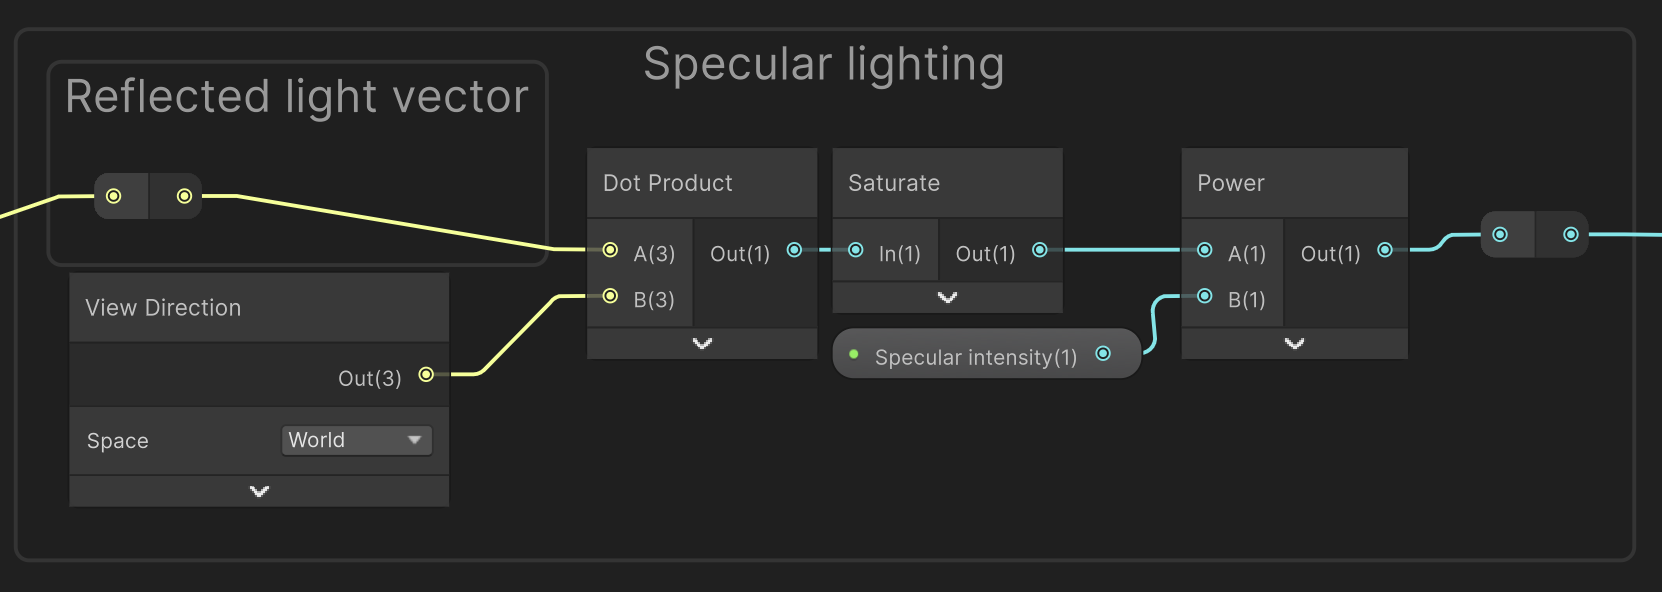 Specular lighting
Reflected light vector
Dot Product
A(3)
B(3)
Out(1)
Saturate
In(1)
Out(1)
Power
A(1)
B(1)
Out(1)
Specular intensity(1)
View Direction
Out(3)
Space
World